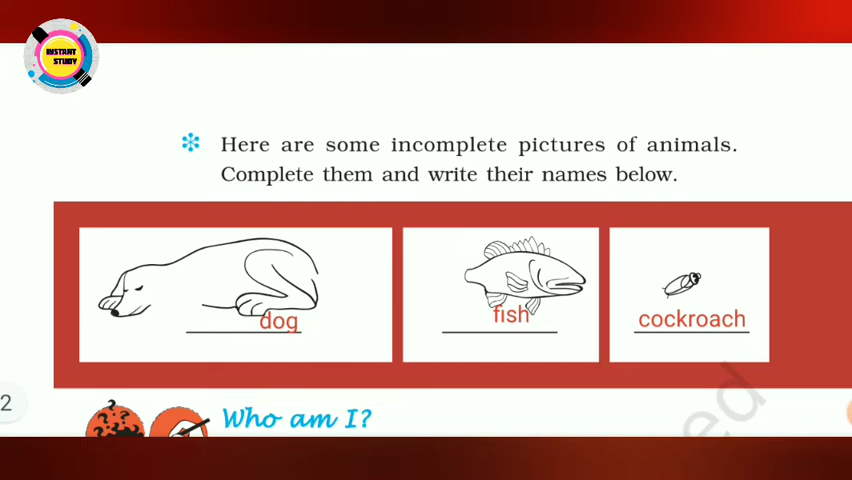 INSTANT
STUDY
Here are some incomplete pictures of animals.
Complete them and write their names below.
dog
fish
cockroach
2
Who am I?
ed